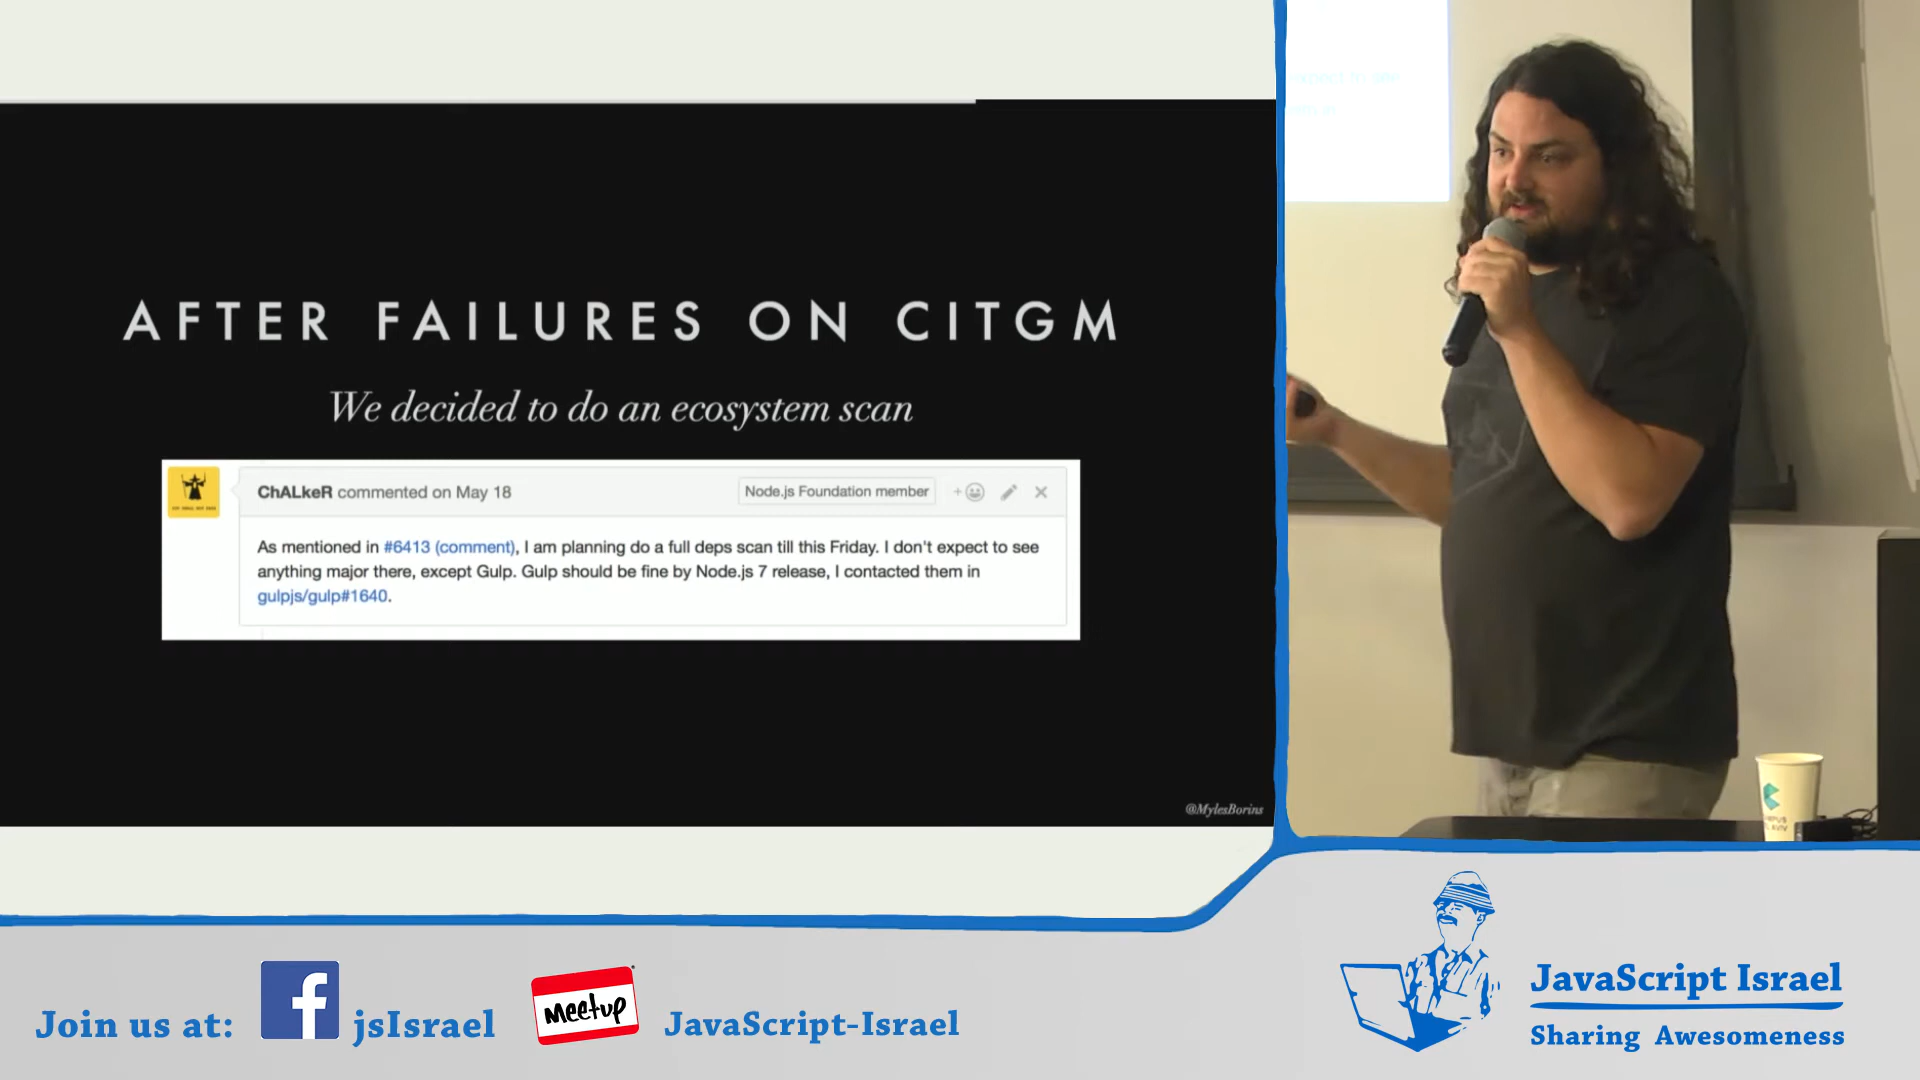 AFTER FAILURES ON CITGM
We decided to do an ecosystem scan
ChALkeR commented on May 18
Node.js Foundation member
As mentioned in #6413 (comment), I am planning do a full deps scan till this Friday. I don't expect to see
anything major there, except Gulp. Gulp should be fine by Node.js 7 release, I contacted them in
gulpjs/gulp#1640.
@MylesBorins
expect to see
Join us at:
jsIsrael
Meetup
JavaScript-Israel
JavaScript Israel
Sharing Awesomeness